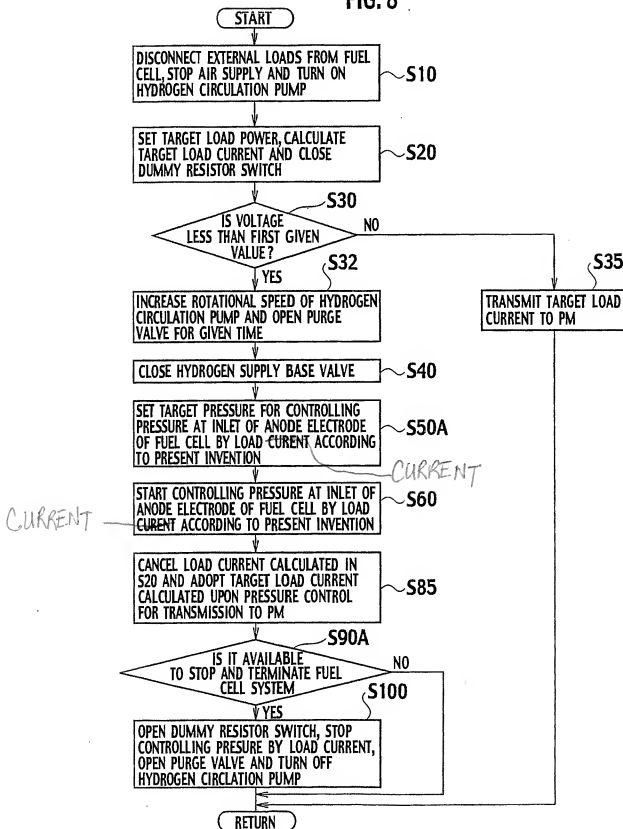 FIG. 8
START
DISCONNECT EXTERNAL LOADS FROM FUEL
CELL, STOP AIR SUPPLY AND TURN ON
HYDROGEN CIRCULATION PUMP
S10
SET TARGET LOAD POWER, CALCULATE
TARGET LOAD CURRENT AND CLOSE
DUMMY RESISTOR SWITCH
S20
S30
IS VOLTAGE
LESS THAN FIRST GIVEN
VALUE?
NO
YES
S32
S35
INCREASE ROTATIONAL SPEED OF HYDROGEN
CIRCULATION PUMP AND OPEN PURGE
VALVE FOR GIVEN TIME
TRANSMIT TARGET LOAD
CURRENT TO PM
CLOSE HYDROGEN SUPPLY BASE VALVE
S40
SET TARGET PRESSURE FOR CONTROLLING
PRESSURE AT INLET OF ANODE ELECTRODE
OF FUEL CELL BY LOAD CURENT ACCORDING
TO PRESENT INVENTION
S50A
CURRENT
START CONTROLLING PRESSURE AT INLET OF
ANODE ELECTRODE OF FUEL CELL BY LOAD
CURENT ACCORDING TO PRESENT INVENTION
S60
CURRENT
CANCEL LOAD CURRENT CALCULATED IN
S20 AND ADOPT TARGET LOAD CURRENT
CALCULATED UPON PRESSURE CONTROL
FOR TRANSMISSION TO PM
S85
S90A
IS IT AVAILABLE
TO STOP AND TERMINATE FUEL
CELL SYSTEM
NO
YES
S100
OPEN DUMMY RESISTOR SWITCH, STOP
CONTROLLING PRESURE BY LOAD CURRENT,
OPEN PURGE VALVE AND TURN OFF
HYDROGEN CIRCLATION PUMP
RETURN